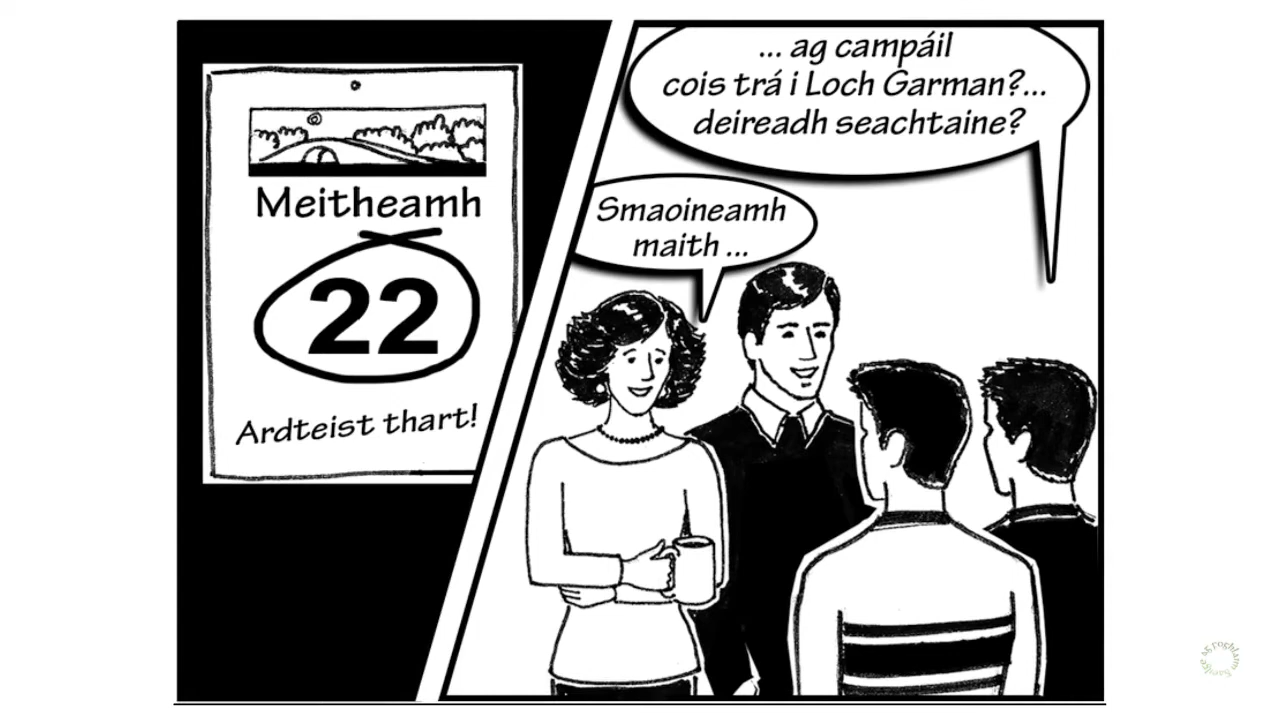 Meitheamh
22
Ardteist thart!
... ag campáil
cois trá i Loch Garman?...
deireadh seachtaine?
Smaoineamh
maith ...